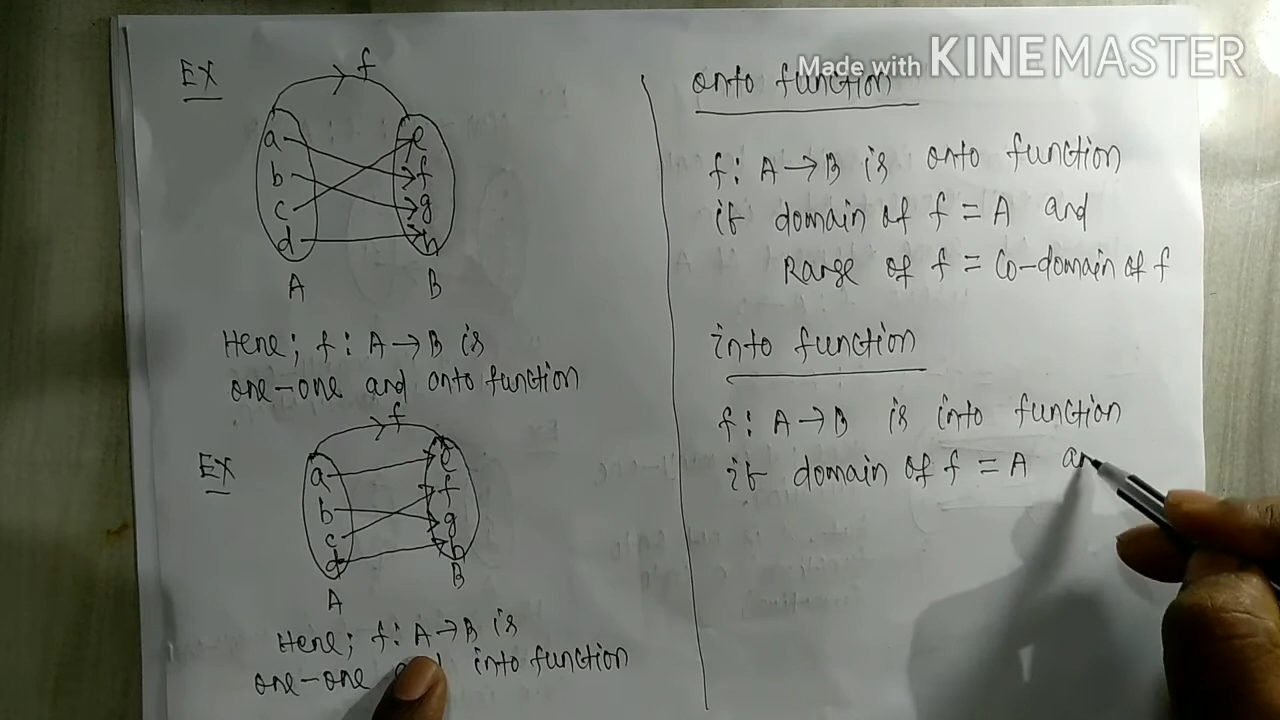 Made with KINEMASTER
EX
f
a
b
c
d
e
f
g
h
A
B
Here; f: A→B is
one-one and onto function
EX
f
a
b
c
d
e
f
g
A
B
Here; f: A→B is
one-one into function
onto function
f: A→B is onto function
if domain of f = A and
Range of f = Co-domain of f
into function
f: A→B is into function
if domain of f = A